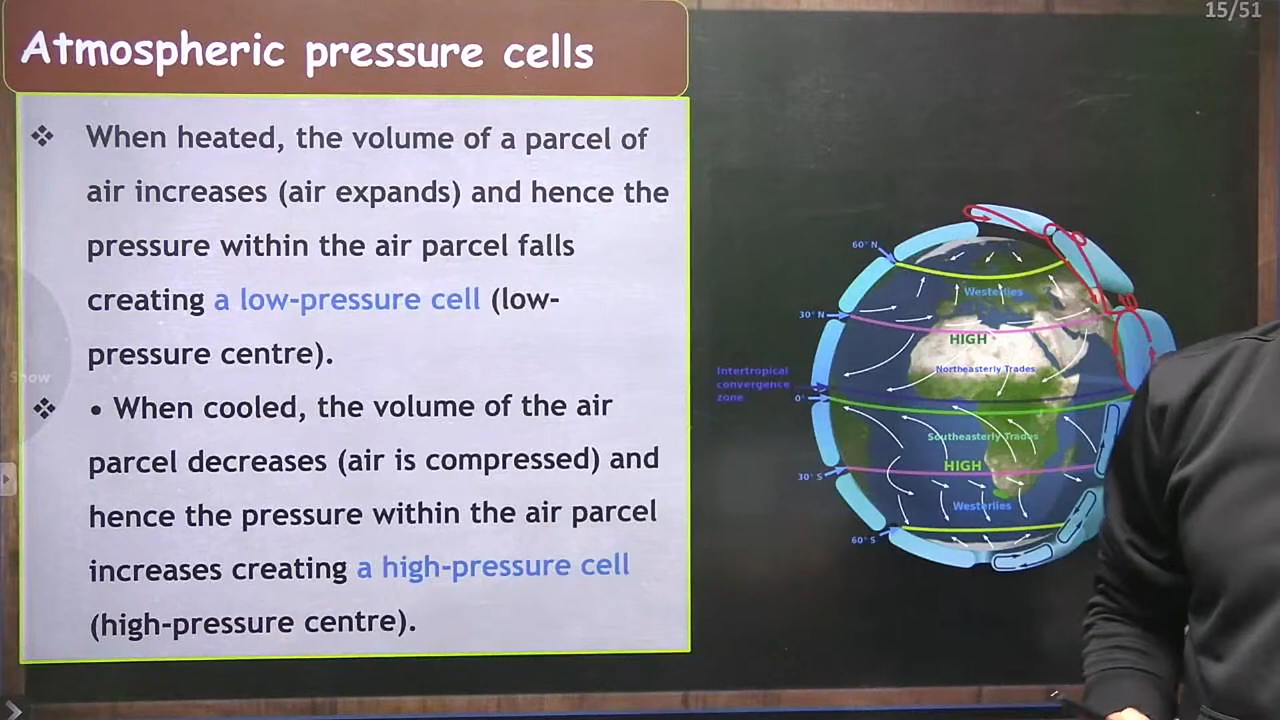 15/51
Atmospheric pressure cells
❖ When heated, the volume of a parcel of
air increases (air expands) and hence the
pressure within the air parcel falls
creating a low-pressure cell (low-
pressure centre).
❖ • When cooled, the volume of the air
parcel decreases (air is compressed) and
hence the pressure within the air parcel
increases creating a high-pressure cell
(high-pressure centre).
Show
60° N
Westerlies
30° N
HIGH
Northeasterly Trades
Intertropical
convergence
zone
0°
Southeasterly Trades
HIGH
30° S
Westerlies
60° S